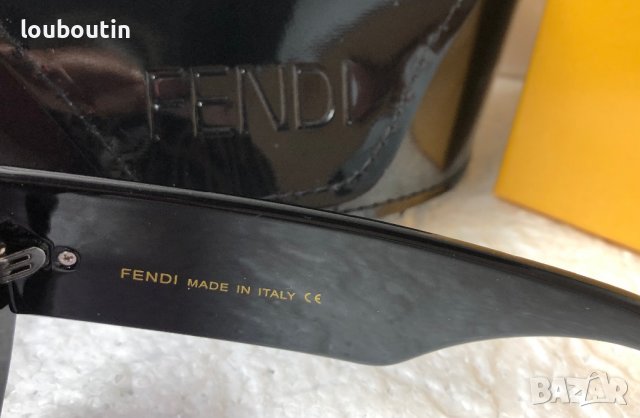 louboutin
FENDI
FENDI MADE IN ITALY CE
BAZAR